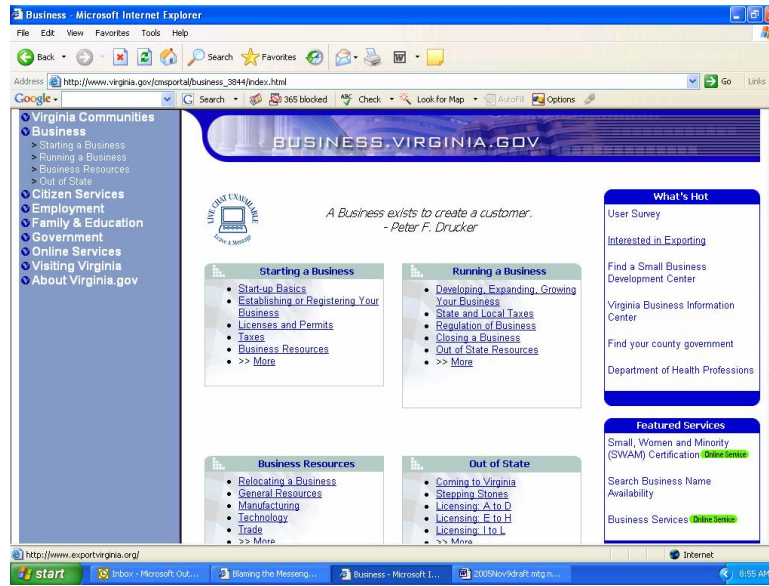 Business - Microsoft Internet Explorer
File Edit View Favorites Tools Help
Back Search Favorites
Address http://www.virginia.gov/cmsportal/business_3844/index.html Go Links
Google Search 365 blocked ABC Check Look for Map AutoFill Options
Virginia Communities
Business
> Starting a Business
> Running a Business
> Business Resources
> Out of State
Citizen Services
Employment
Family & Education
Government
Online Services
Visiting Virginia
About Virginia.gov
BUSINESS.VIRGINIA.GOV
LIVE CHAT UNAVAILABLE
Leave A Message
A Business exists to create a customer.
- Peter F. Drucker
Starting a Business
• Start-up Basics
• Establishing or Registering Your
Business
• Licenses and Permits
• Taxes
• Business Resources
• >> More
Running a Business
• Developing, Expanding, Growing
Your Business
• State and Local Taxes
• Regulation of Business
• Closing a Business
• Out of State Resources
• >> More
Business Resources
• Relocating a Business
• General Resources
• Manufacturing
• Technology
• Trade
• >> More
Out of State
• Coming to Virginia
• Stepping Stones
• Licensing: A to D
• Licensing: E to H
• Licensing: I to L
• >> More
What's Hot
User Survey
Interested in Exporting
Find a Small Business
Development Center
Virginia Business Information
Center
Find your county government
Department of Health Professions
Featured Services
Small, Women and Minority
(SWAM) Certification Online Service
Search Business Name
Availability
Business Services Online Service
http://www.exportvirginia.org/ Internet
start Inbox - Microsoft Out... Blaming the Messeng... Business - Microsoft I... 2005Nov9draft mtg n... 8:55 AM